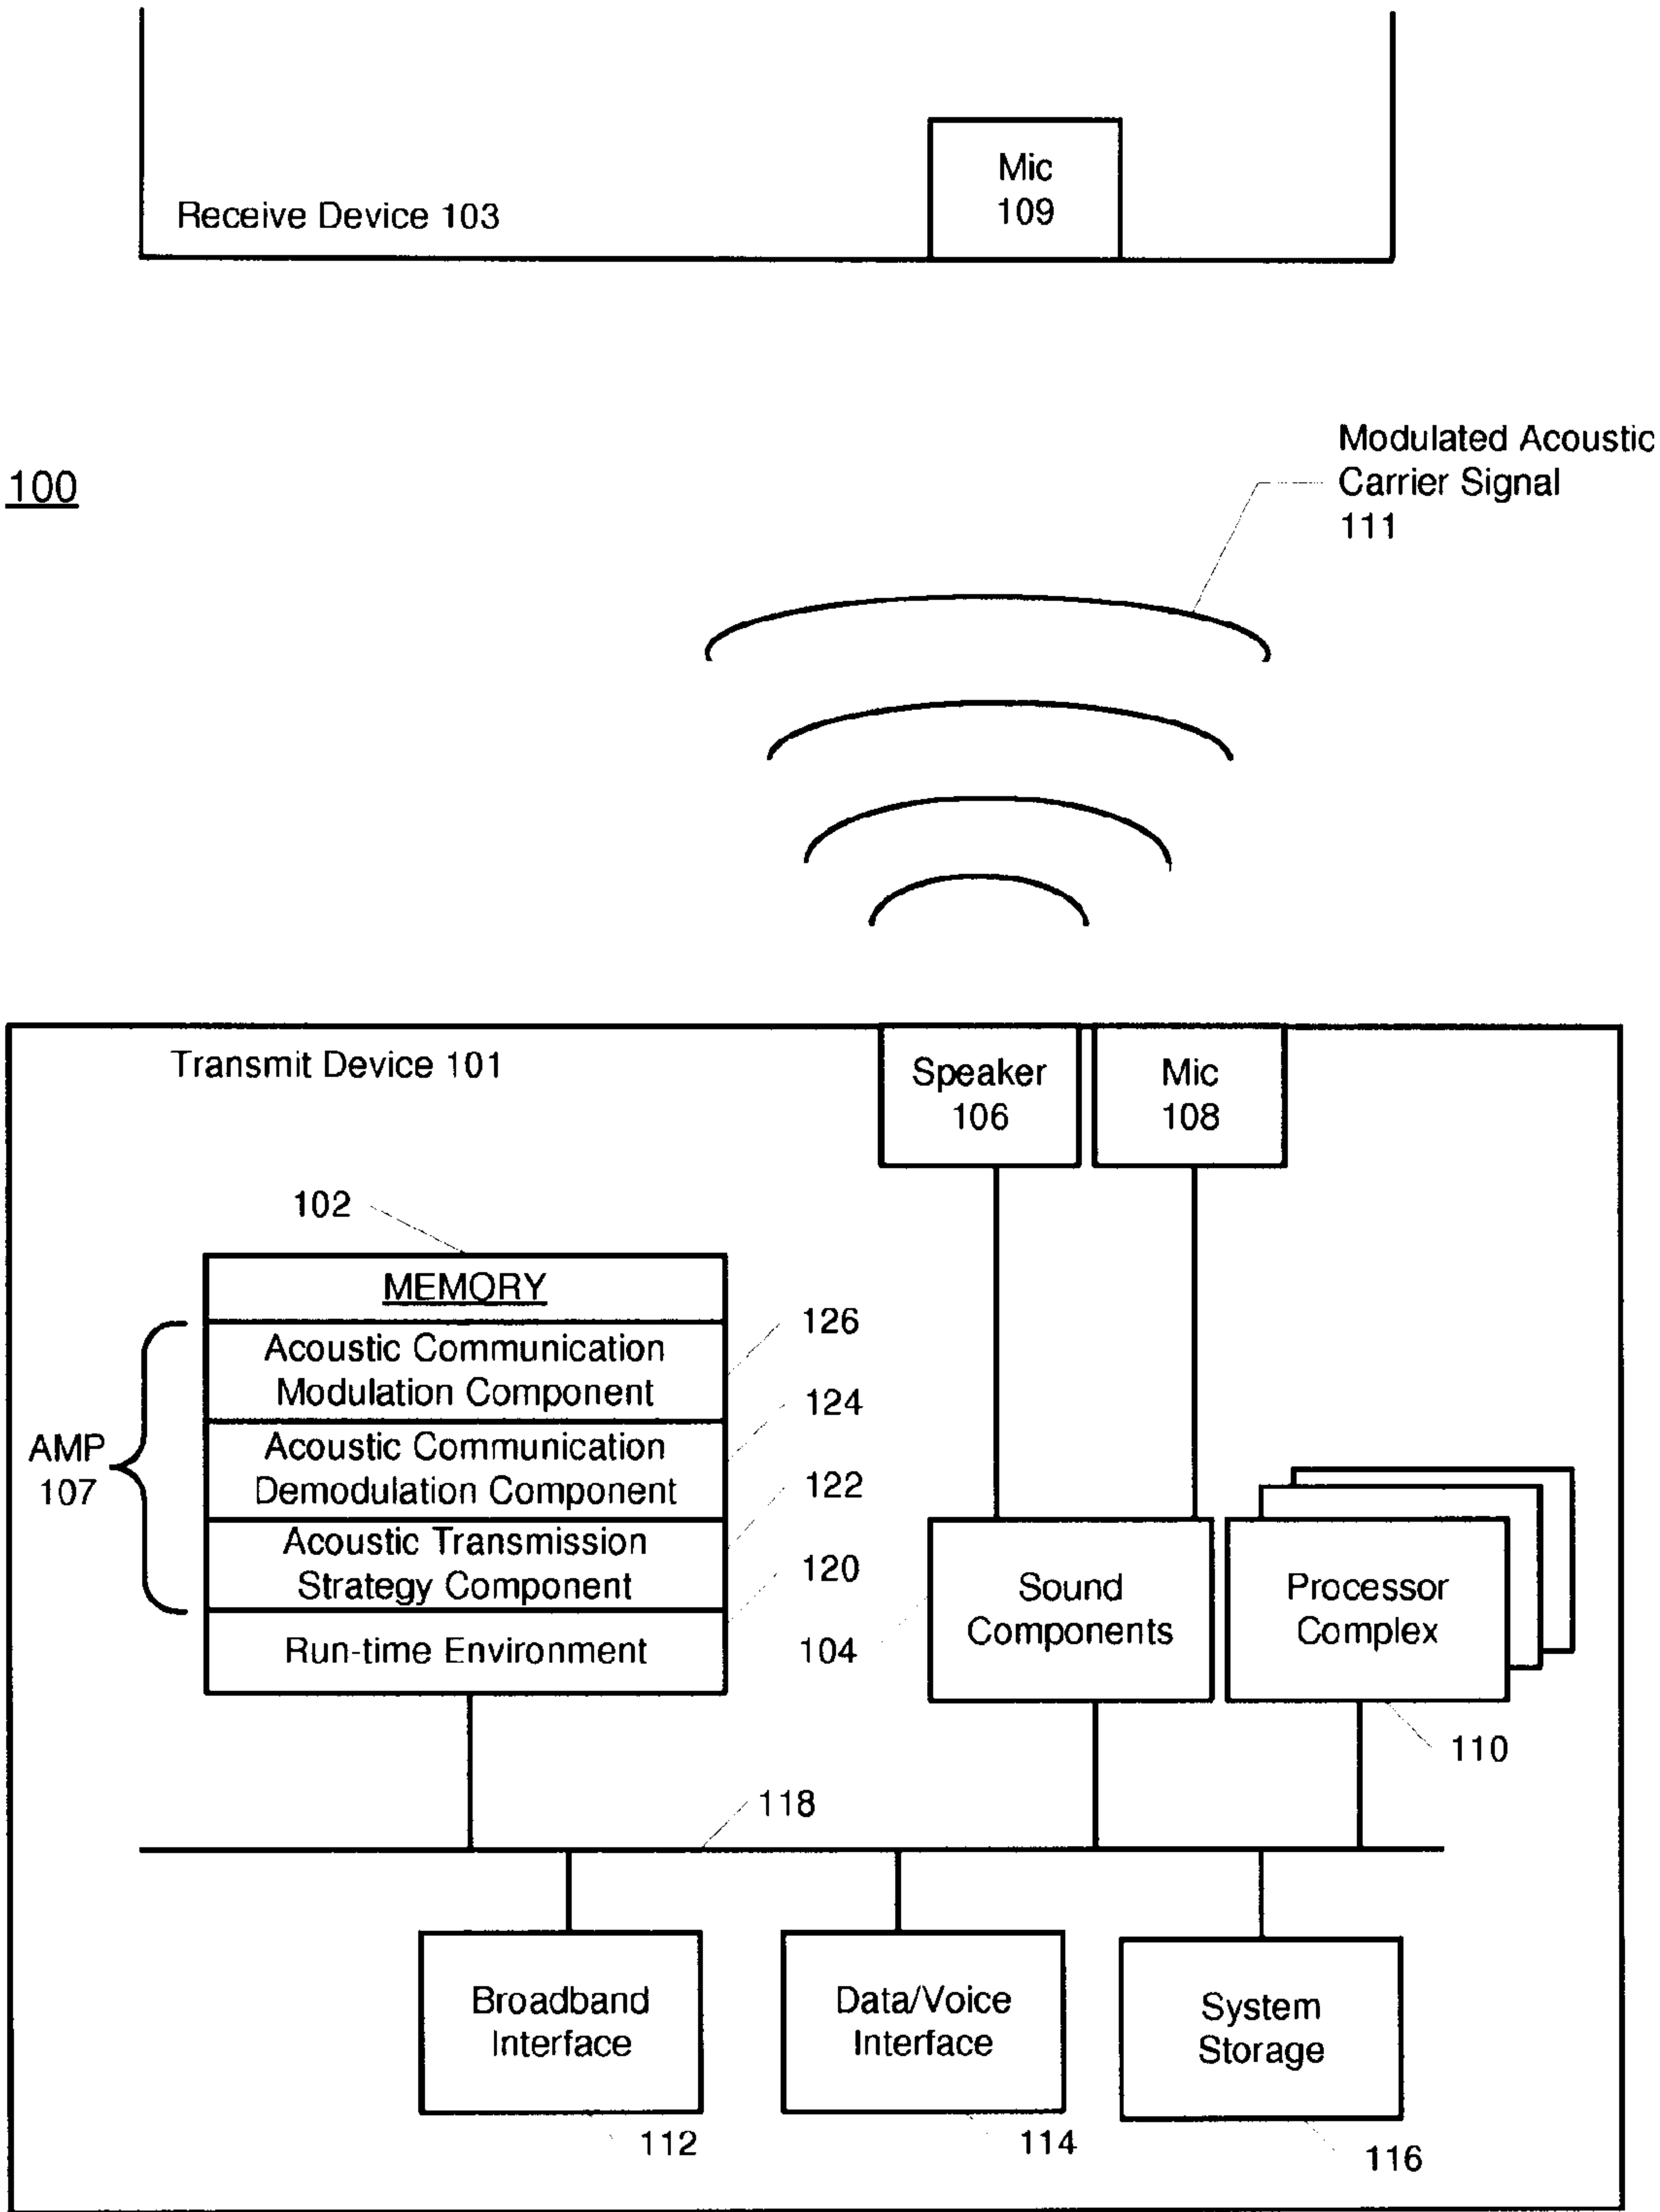 Mic
109
Receive Device 103
Modulated Acoustic
Carrier Signal
111
100
Transmit Device 101
Speaker
106
Mic
108
102
MEMORY
Acoustic Communication
Modulation Component
126
Acoustic Communication
Demodulation Component
124
AMP
107
Acoustic Transmission
Strategy Component
122
Run-time Environment
120
Sound
Components
104
Processor
Complex
110
118
Broadband
Interface
112
Data/Voice
Interface
114
System
Storage
116